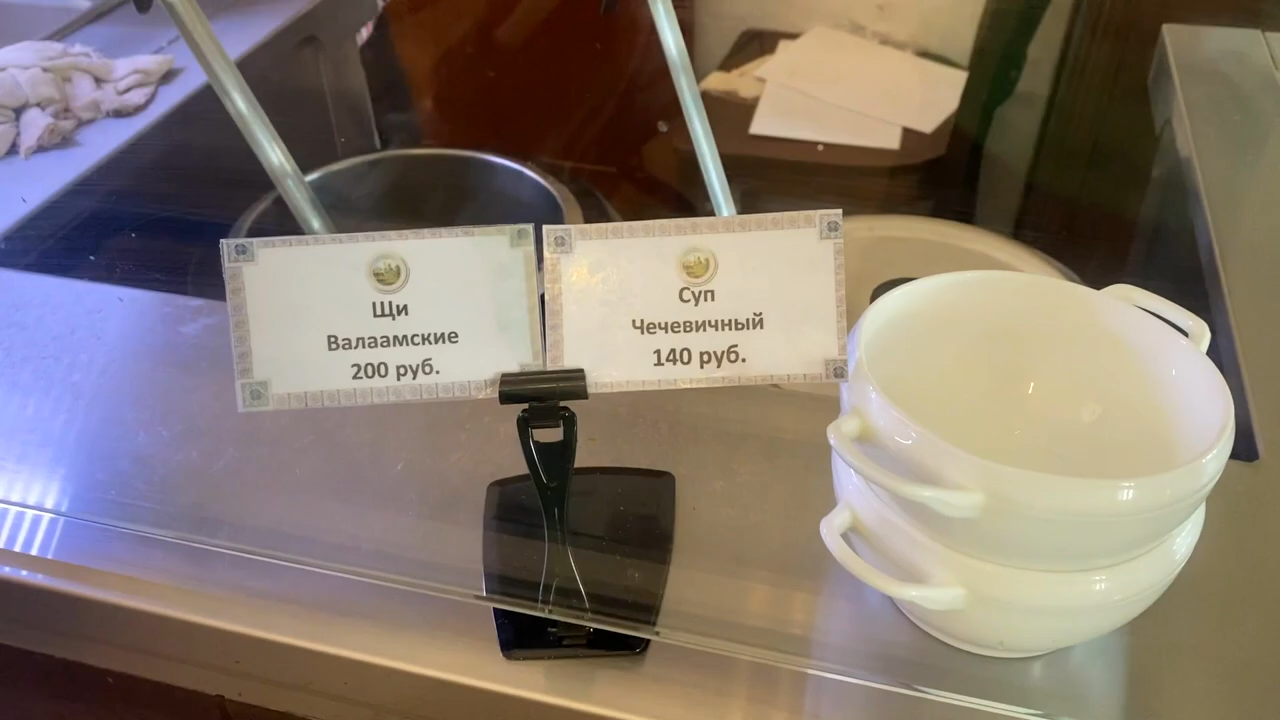 Щи
Валаамские
200 руб.
Суп
Чечевичный
140 руб.